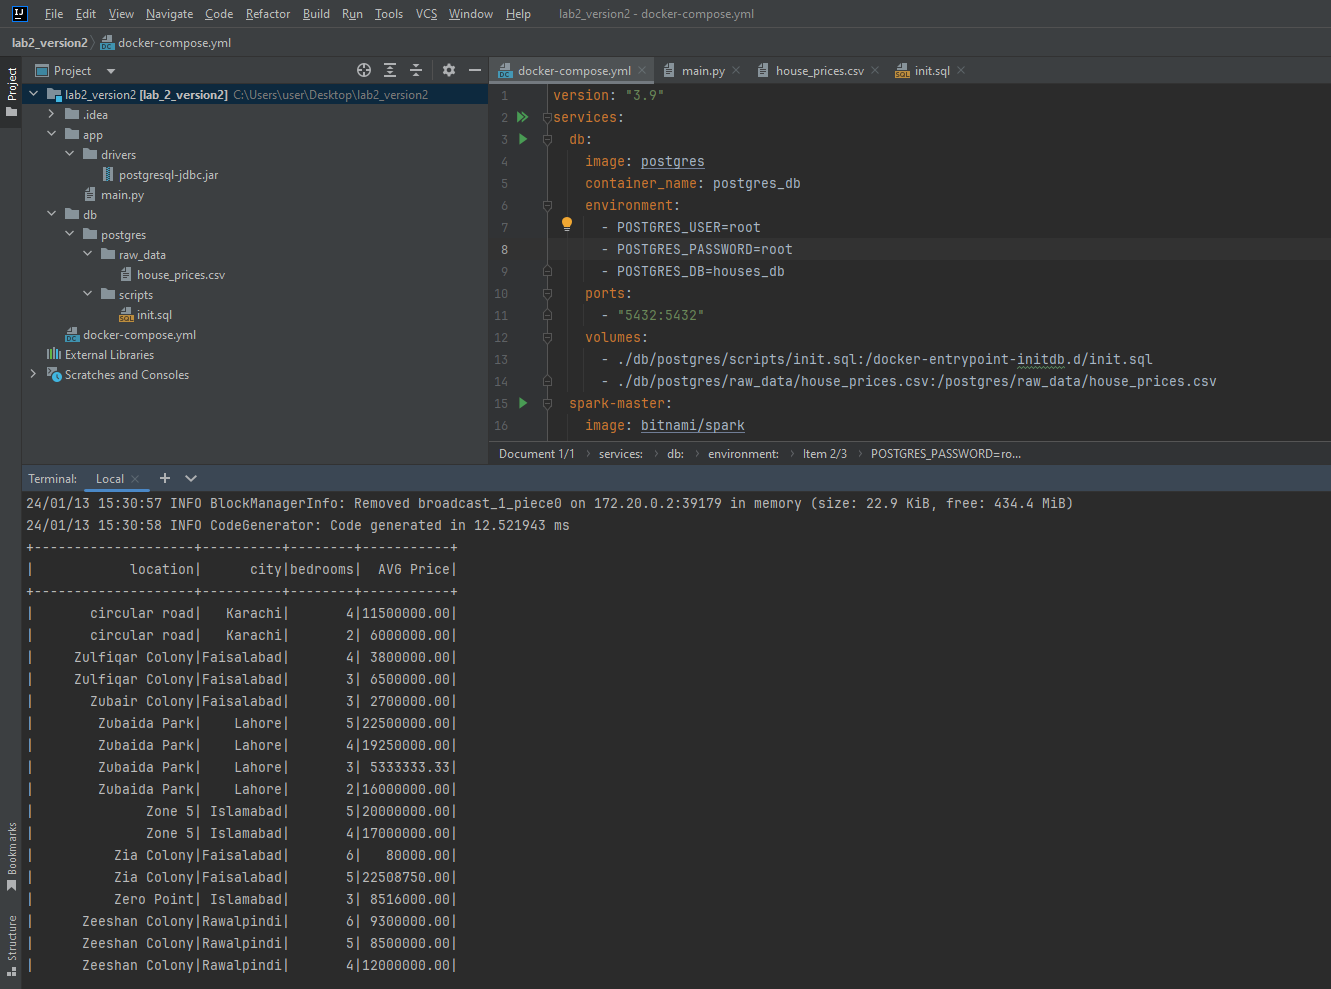 IJ File Edit View Navigate Code Refactor Build Run Tools VCS Window Help lab2_version2 - docker-compose.yml
lab2_version2 DC docker-compose.yml
Project
Project
lab2_version2 [lab_2_version2] C:\Users\user\Desktop\lab2_version2
.idea
app
drivers
postgresql-jdbc.jar
main.py
db
postgres
raw_data
house_prices.csv
scripts
SQL init.sql
DC docker-compose.yml
External Libraries
Scratches and Consoles
DC docker-compose.yml main.py house_prices.csv SQL init.sql
1 version: "3.9"
2 services:
3 db:
4 image: postgres
5 container_name: postgres_db
6 environment:
7 - POSTGRES_USER=root
8 - POSTGRES_PASSWORD=root
9 - POSTGRES_DB=houses_db
10 ports:
11 - "5432:5432"
12 volumes:
13 - ./db/postgres/scripts/init.sql:/docker-entrypoint-initdb.d/init.sql
14 - ./db/postgres/raw_data/house_prices.csv:/postgres/raw_data/house_prices.csv
15 spark-master:
16 image: bitnami/spark
Document 1/1 › services: › db: › environment: › Item 2/3 › POSTGRES_PASSWORD=ro...
Terminal: Local
24/01/13 15:30:57 INFO BlockManagerInfo: Removed broadcast_1_piece0 on 172.20.0.2:39179 in memory (size: 22.9 KiB, free: 434.4 MiB)
24/01/13 15:30:58 INFO CodeGenerator: Code generated in 12.521943 ms
+--------------------+----------+--------+-----------+
|            location|      city|bedrooms|  AVG Price|
+--------------------+----------+--------+-----------+
|       circular road|   Karachi|       4|11500000.00|
|       circular road|   Karachi|       2| 6000000.00|
|     Zulfiqar Colony|Faisalabad|       4| 3800000.00|
|     Zulfiqar Colony|Faisalabad|       3| 6500000.00|
|       Zubair Colony|Faisalabad|       3| 2700000.00|
|        Zubaida Park|    Lahore|       5|22500000.00|
|        Zubaida Park|    Lahore|       4|19250000.00|
|        Zubaida Park|    Lahore|       3| 5333333.33|
|        Zubaida Park|    Lahore|       2|16000000.00|
|              Zone 5| Islamabad|       5|20000000.00|
|              Zone 5| Islamabad|       4|17000000.00|
|          Zia Colony|Faisalabad|       6|   80000.00|
|          Zia Colony|Faisalabad|       5|22508750.00|
|          Zero Point| Islamabad|       3| 8516000.00|
|      Zeeshan Colony|Rawalpindi|       6| 9300000.00|
|      Zeeshan Colony|Rawalpindi|       5| 8500000.00|
|      Zeeshan Colony|Rawalpindi|       4|12000000.00|
Bookmarks
Structure